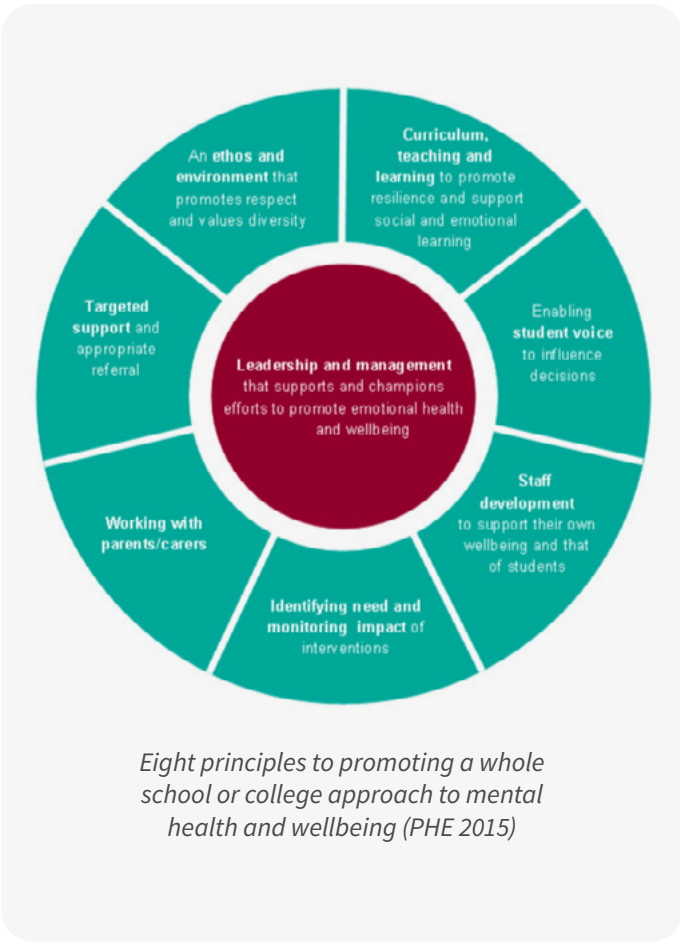 An ethos and
environment that
promotes respect
and values diversity
Curriculum,
teaching and
learning to promote
resilience and support
social and emotional
learning
Enabling
student voice
to influence
decisions
Staff
development
to support their own
wellbeing and that
of students
Identifying need and
monitoring impact of
interventions
Working with
parents/carers
Targeted
support and
appropriate
referral
Leadership and management
that supports and champions
efforts to promote emotional health
and wellbeing
Eight principles to promoting a whole
school or college approach to mental
health and wellbeing (PHE 2015)